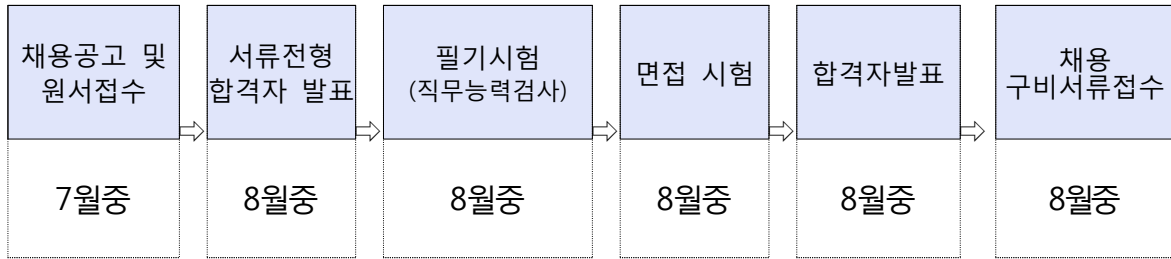 채용공고 및
원서접수
서류전형
합격자 발표
필기시험
(직무능력검사)
면접 시험
합격자발표
채용
구비서류접수
7월중
8월중
8월중
8월중
8월중
8월중